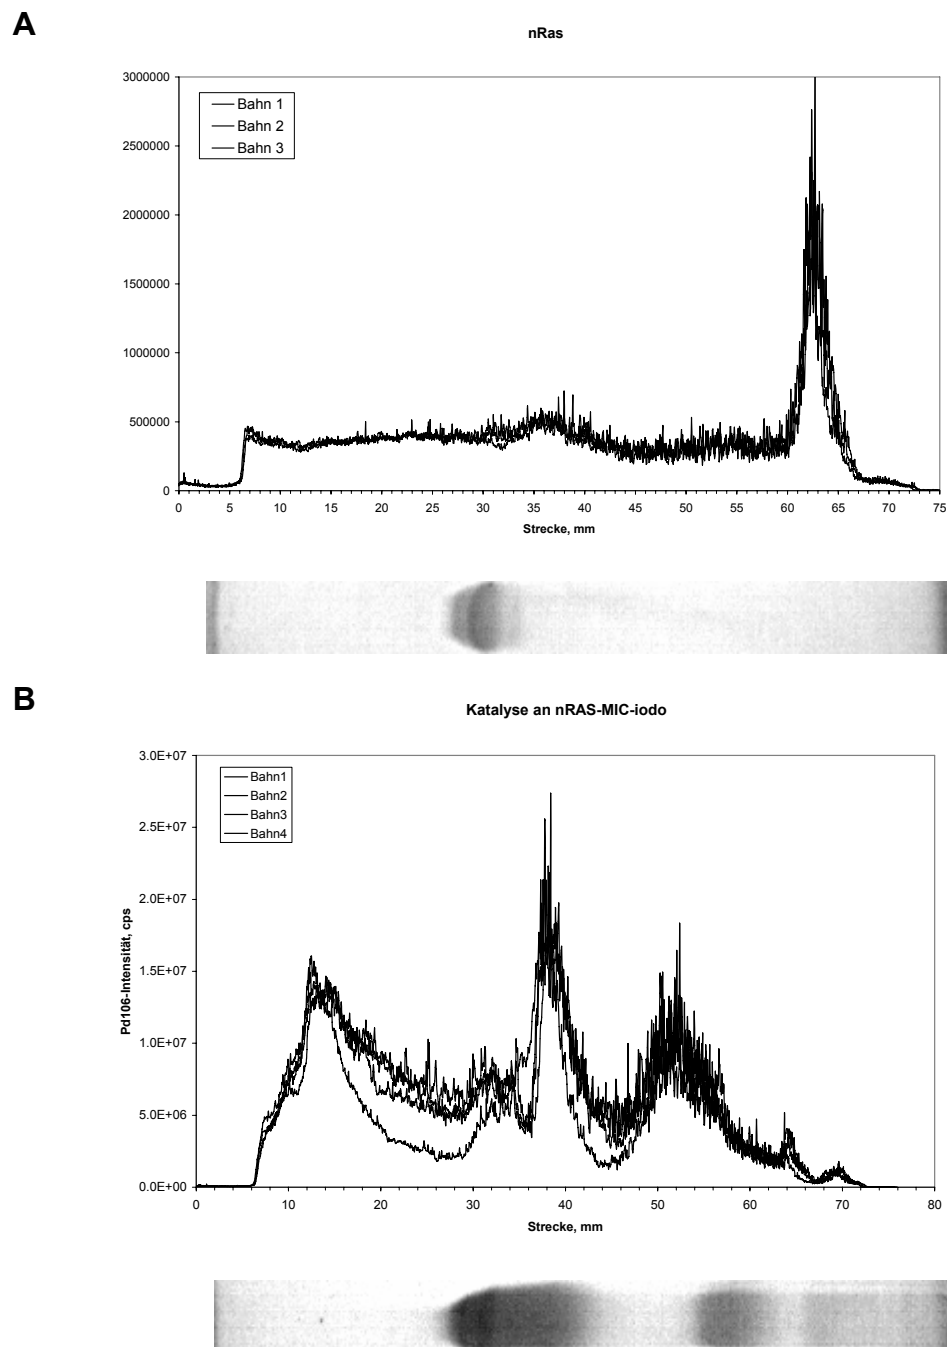 A
nRas
3000000
2500000
2000000
1500000
1000000
500000
0
Bahn 1
Bahn 2
Bahn 3
0 5 10 15 20 25 30 35 40 45 50 55 60 65 70 75
Strecke, mm
B
Katalyse an nRAS-MIC-iodo
3.0E+07
2.5E+07
2.0E+07
1.5E+07
1.0E+07
5.0E+06
0.0E+00
Pd106-Intensität, cps
Bahn1
Bahn2
Bahn3
Bahn4
0 10 20 30 40 50 60 70 80
Strecke, mm